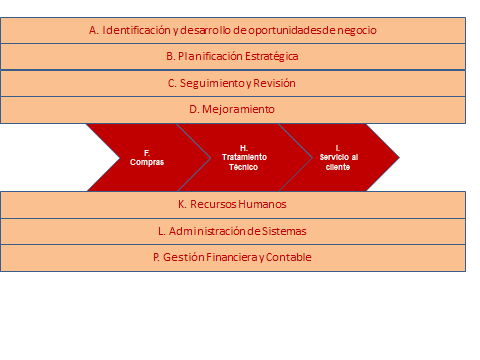 A. Identificación y desarrollo de oportunidades de negocio
B. Planificación Estratégica
C. Seguimiento y Revisión
D. Mejoramiento
F.
Compras
H.
Tratamiento
Técnico
I.
Servicio al
cliente
K. Recursos Humanos
L. Administración de Sistemas
P. Gestión Financiera y Contable